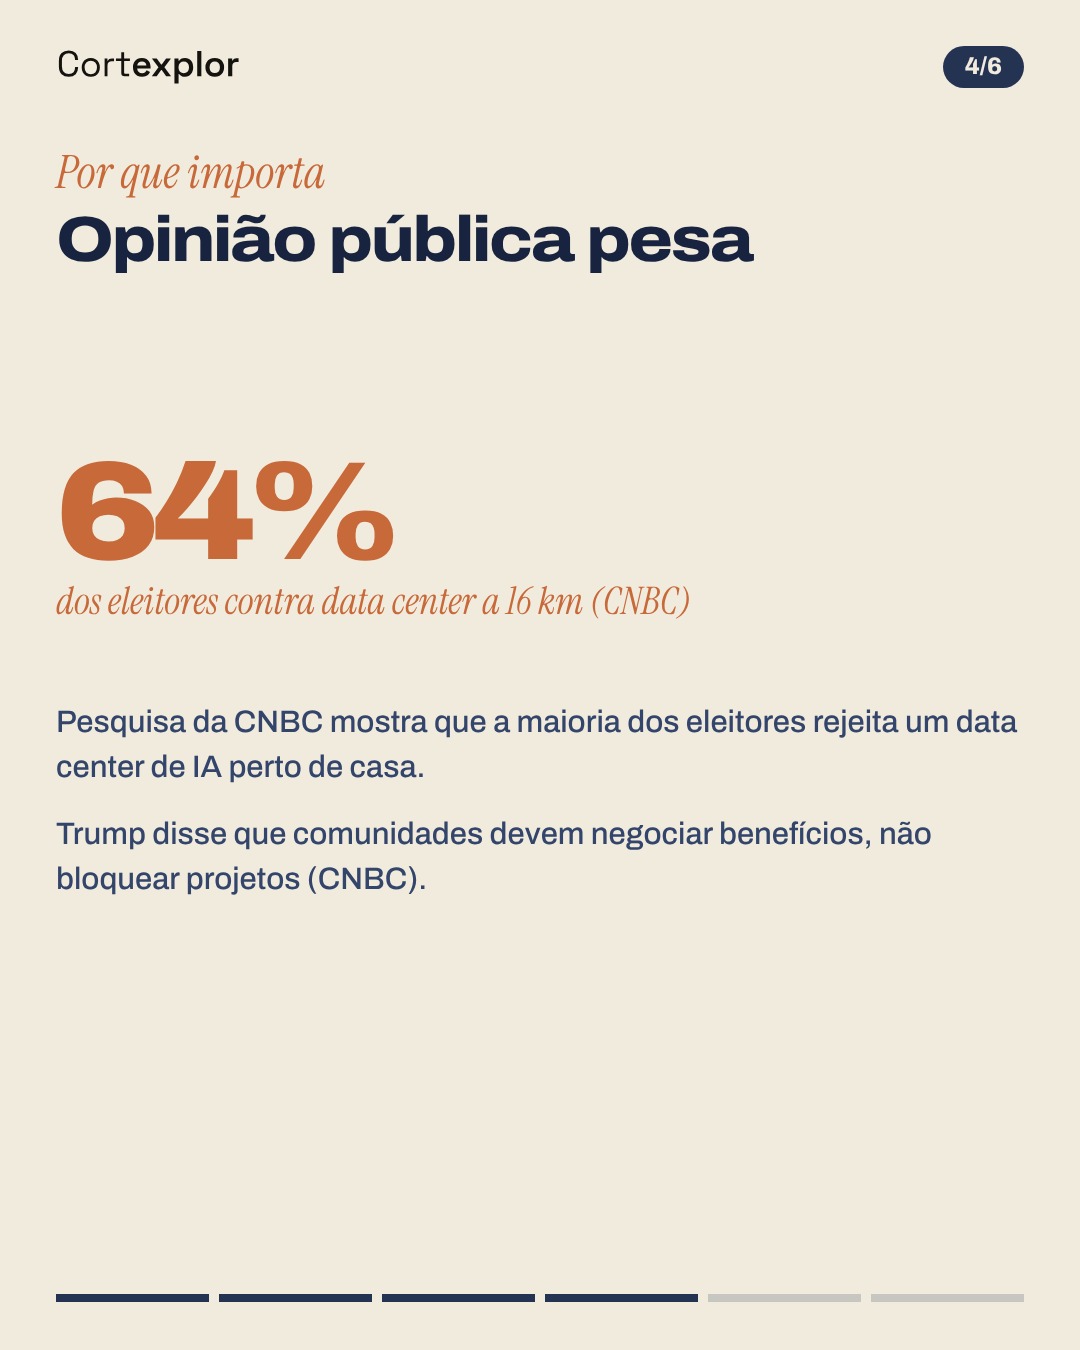 Cortexplor
4/6
Por que importa
Opinião pública pesa
64%
dos eleitores contra data center a 16 km (CNBC)
Pesquisa da CNBC mostra que a maioria dos eleitores rejeita um data
center de IA perto de casa.
Trump disse que comunidades devem negociar benefícios, não
bloquear projetos (CNBC).